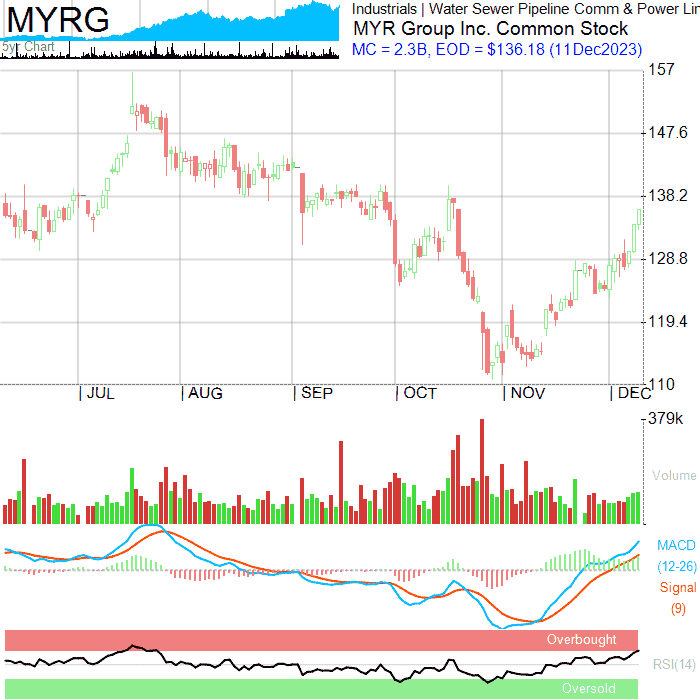 MYRG
5yr Chart
Industrials | Water Sewer Pipeline Comm & Power Lin
MYR Group Inc. Common Stock
MC = 2.3B, EOD = $136.18 (11Dec2023)
157
147.6
138.2
128.8
119.4
110
| JUL | AUG | SEP | OCT | NOV | DEC
379k
Volume
MACD
(12-26)
Signal
(9)
Overbought
RSI(14)
Oversold